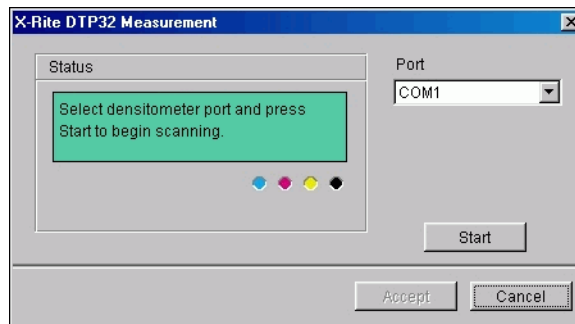 X-Rite DTP32 Measurement
Status
Select densitometer port and press
Start to begin scanning.
Port
COM1
Start
Accept
Cancel